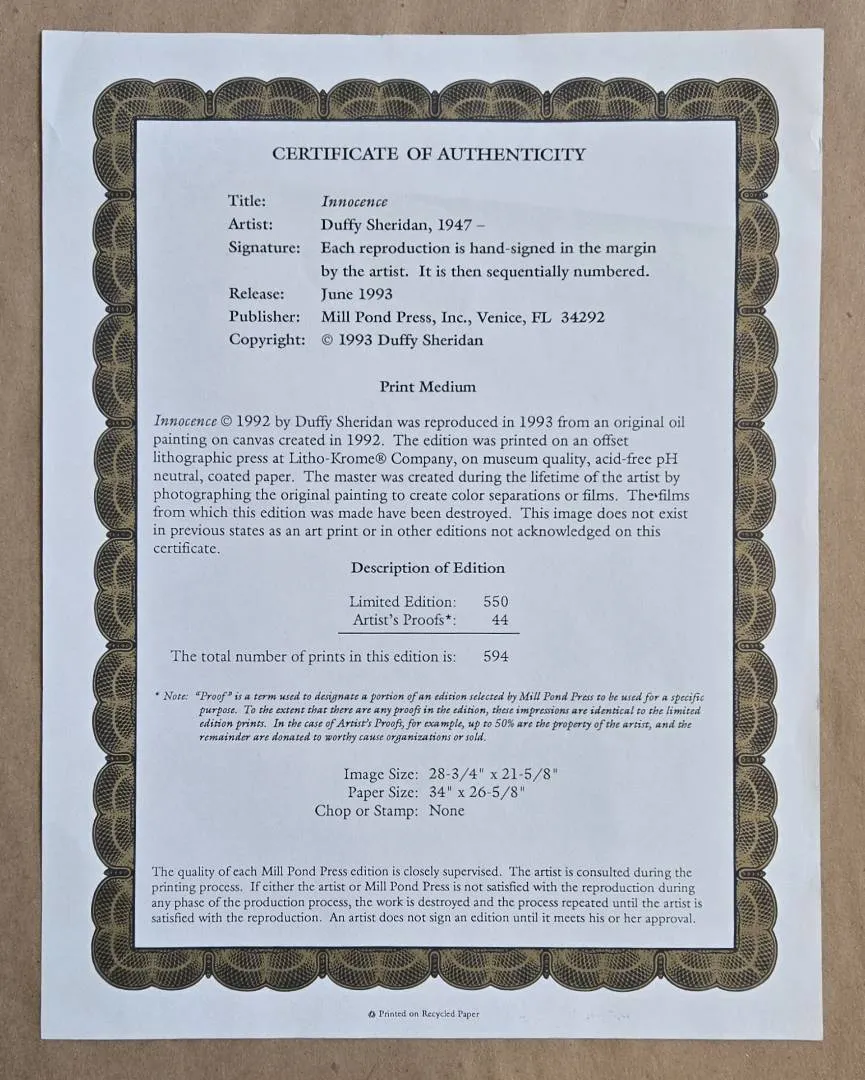 CERTIFICATE OF AUTHENTICITY
Title: Innocence
Artist: Duffy Sheridan, 1947 –
Signature: Each reproduction is hand-signed in the margin
by the artist. It is then sequentially numbered.
Release: June 1993
Publisher: Mill Pond Press, Inc., Venice, FL 34292
Copyright: © 1993 Duffy Sheridan
Print Medium
Innocence © 1992 by Duffy Sheridan was reproduced in 1993 from an original oil
painting on canvas created in 1992. The edition was printed on an offset
lithographic press at Litho-Krome® Company, on museum quality, acid-free pH
neutral, coated paper. The master was created during the lifetime of the artist by
photographing the original painting to create color separations or films. The films
from which this edition was made have been destroyed. This image does not exist
in previous states as an art print or in other editions not acknowledged on this
certificate.
Description of Edition
Limited Edition: 550
Artist's Proofs*: 44
The total number of prints in this edition is: 594
* Note: "Proof" is a term used to designate a portion of an edition selected by Mill Pond Press to be used for a specific
purpose. To the extent that there are any proofs in the edition, these impressions are identical to the limited
edition prints. In the case of Artist's Proofs, for example, up to 50% are the property of the artist, and the
remainder are donated to worthy cause organizations or sold.
Image Size: 28-3/4" x 21-5/8"
Paper Size: 34" x 26-5/8"
Chop or Stamp: None
The quality of each Mill Pond Press edition is closely supervised. The artist is consulted during the
printing process. If either the artist or Mill Pond Press is not satisfied with the reproduction during
any phase of the production process, the work is destroyed and the process repeated until the artist is
satisfied with the reproduction. An artist does not sign an edition until it meets his or her approval.
Printed on Recycled Paper